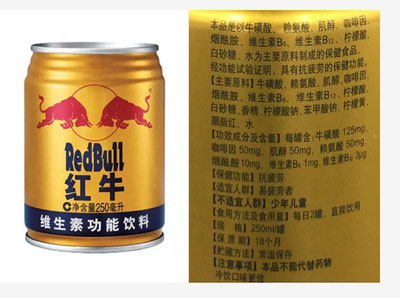 RedBull
红牛
净含量250毫升
维生素功能饮料
本品是以牛磺酸、赖氨酸、肌醇、咖啡因、
烟酰胺、维生素B₆、维生素B₁₂、柠檬酸、
白砂糖、水为主要原料制成的保健食品，
经功能试验证明，具有抗疲劳的保健功能。
【主要原料】牛磺酸、赖氨酸、肌醇、咖啡因、
烟酰胺、维生素B₆、维生素B₁₂、柠檬酸、
白砂糖、香精、柠檬酸钠、苯甲酸钠、柠檬黄、
胭脂红、水
【功效成分及含量】每罐含：牛磺酸 125mg、
咖啡因 50mg、肌醇 50mg、赖氨酸 50mg、
烟酰胺 10mg、维生素B₆ 1mg、维生素B₁₂ 3μg
【保健功能】抗疲劳
【适宜人群】易疲劳者
【不适宜人群】少年儿童
【食用方法及食用量】每日2罐，直接饮用
【规 格】250ml/罐
【保 质 期】18个月
【贮藏方法】常温保存
【注意事项】本品不能代替药物
冷饮口味更佳